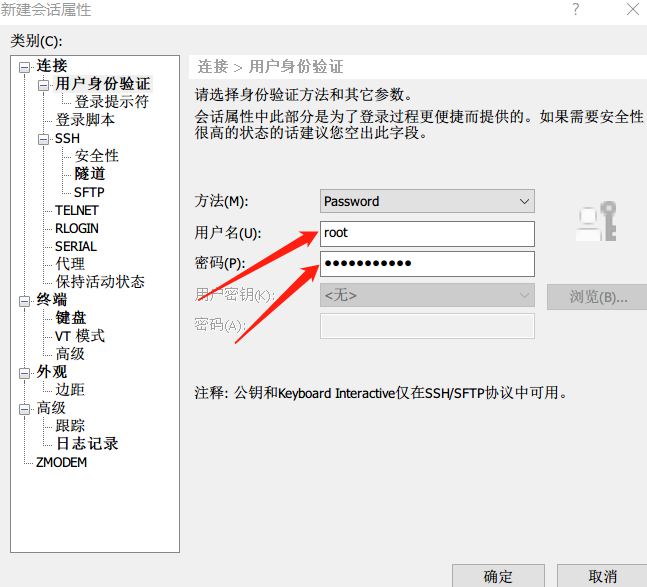 新建会话属性
类别(C):
连接
用户身份验证
登录提示符
登录脚本
SSH
安全性
隧道
SFTP
TELNET
RLOGIN
SERIAL
代理
保持活动状态
终端
键盘
VT 模式
高级
外观
边距
高级
跟踪
日志记录
ZMODEM
连接 > 用户身份验证
请选择身份验证方法和其它参数。
会话属性中此部分是为了登录过程更便捷而提供的。如果需要安全性
很高的状态的话建议您空出此字段。
方法(M):
Password
用户名(U):
root
密码(P):
●●●●●●●●●●●
用户密钥(K):
<无>
浏览(B)...
密码(A):
注释: 公钥和Keyboard Interactive仅在SSH/SFTP协议中可用。
确定
取消